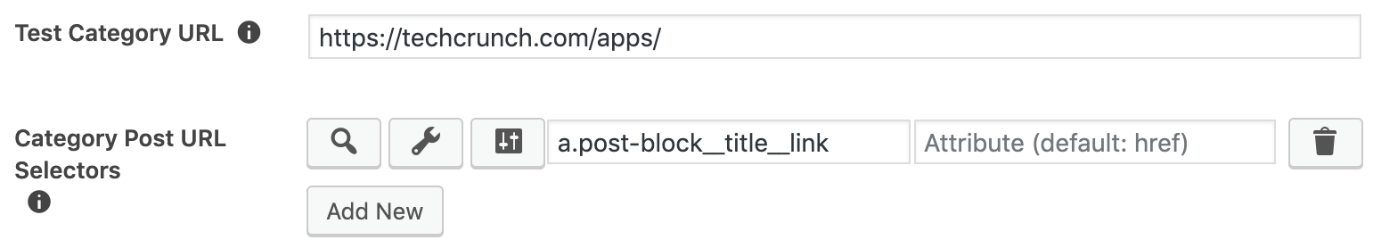 Test Category URL
https://techcrunch.com/apps/
Category Post URL
Selectors
a.post-block__title__link
Attribute (default: href)
Add New